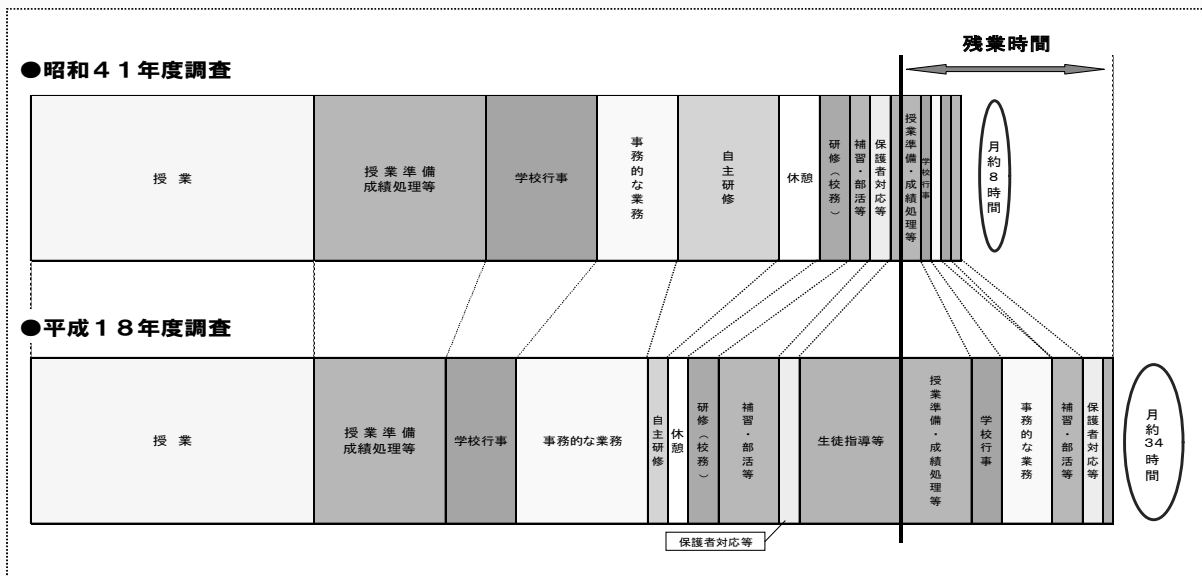 残業時間
●昭和４１年度調査
授 業
授 業 準 備
成績処理等
学校行事
事務的な業務
自主研修
休憩
研修（校務）
補習・部活等
保護者対応等
授業準備・成績処理等
学校行事
月約８時間
●平成１８年度調査
授 業
授 業 準 備
成績処理等
学校行事
事務的な業務
自主研修
休憩
研修（校務）
補習・部活等
生徒指導等
授業準備・成績処理等
学校行事
事務的な業務
補習・部活等
保護者対応等
月約34時間
保護者対応等